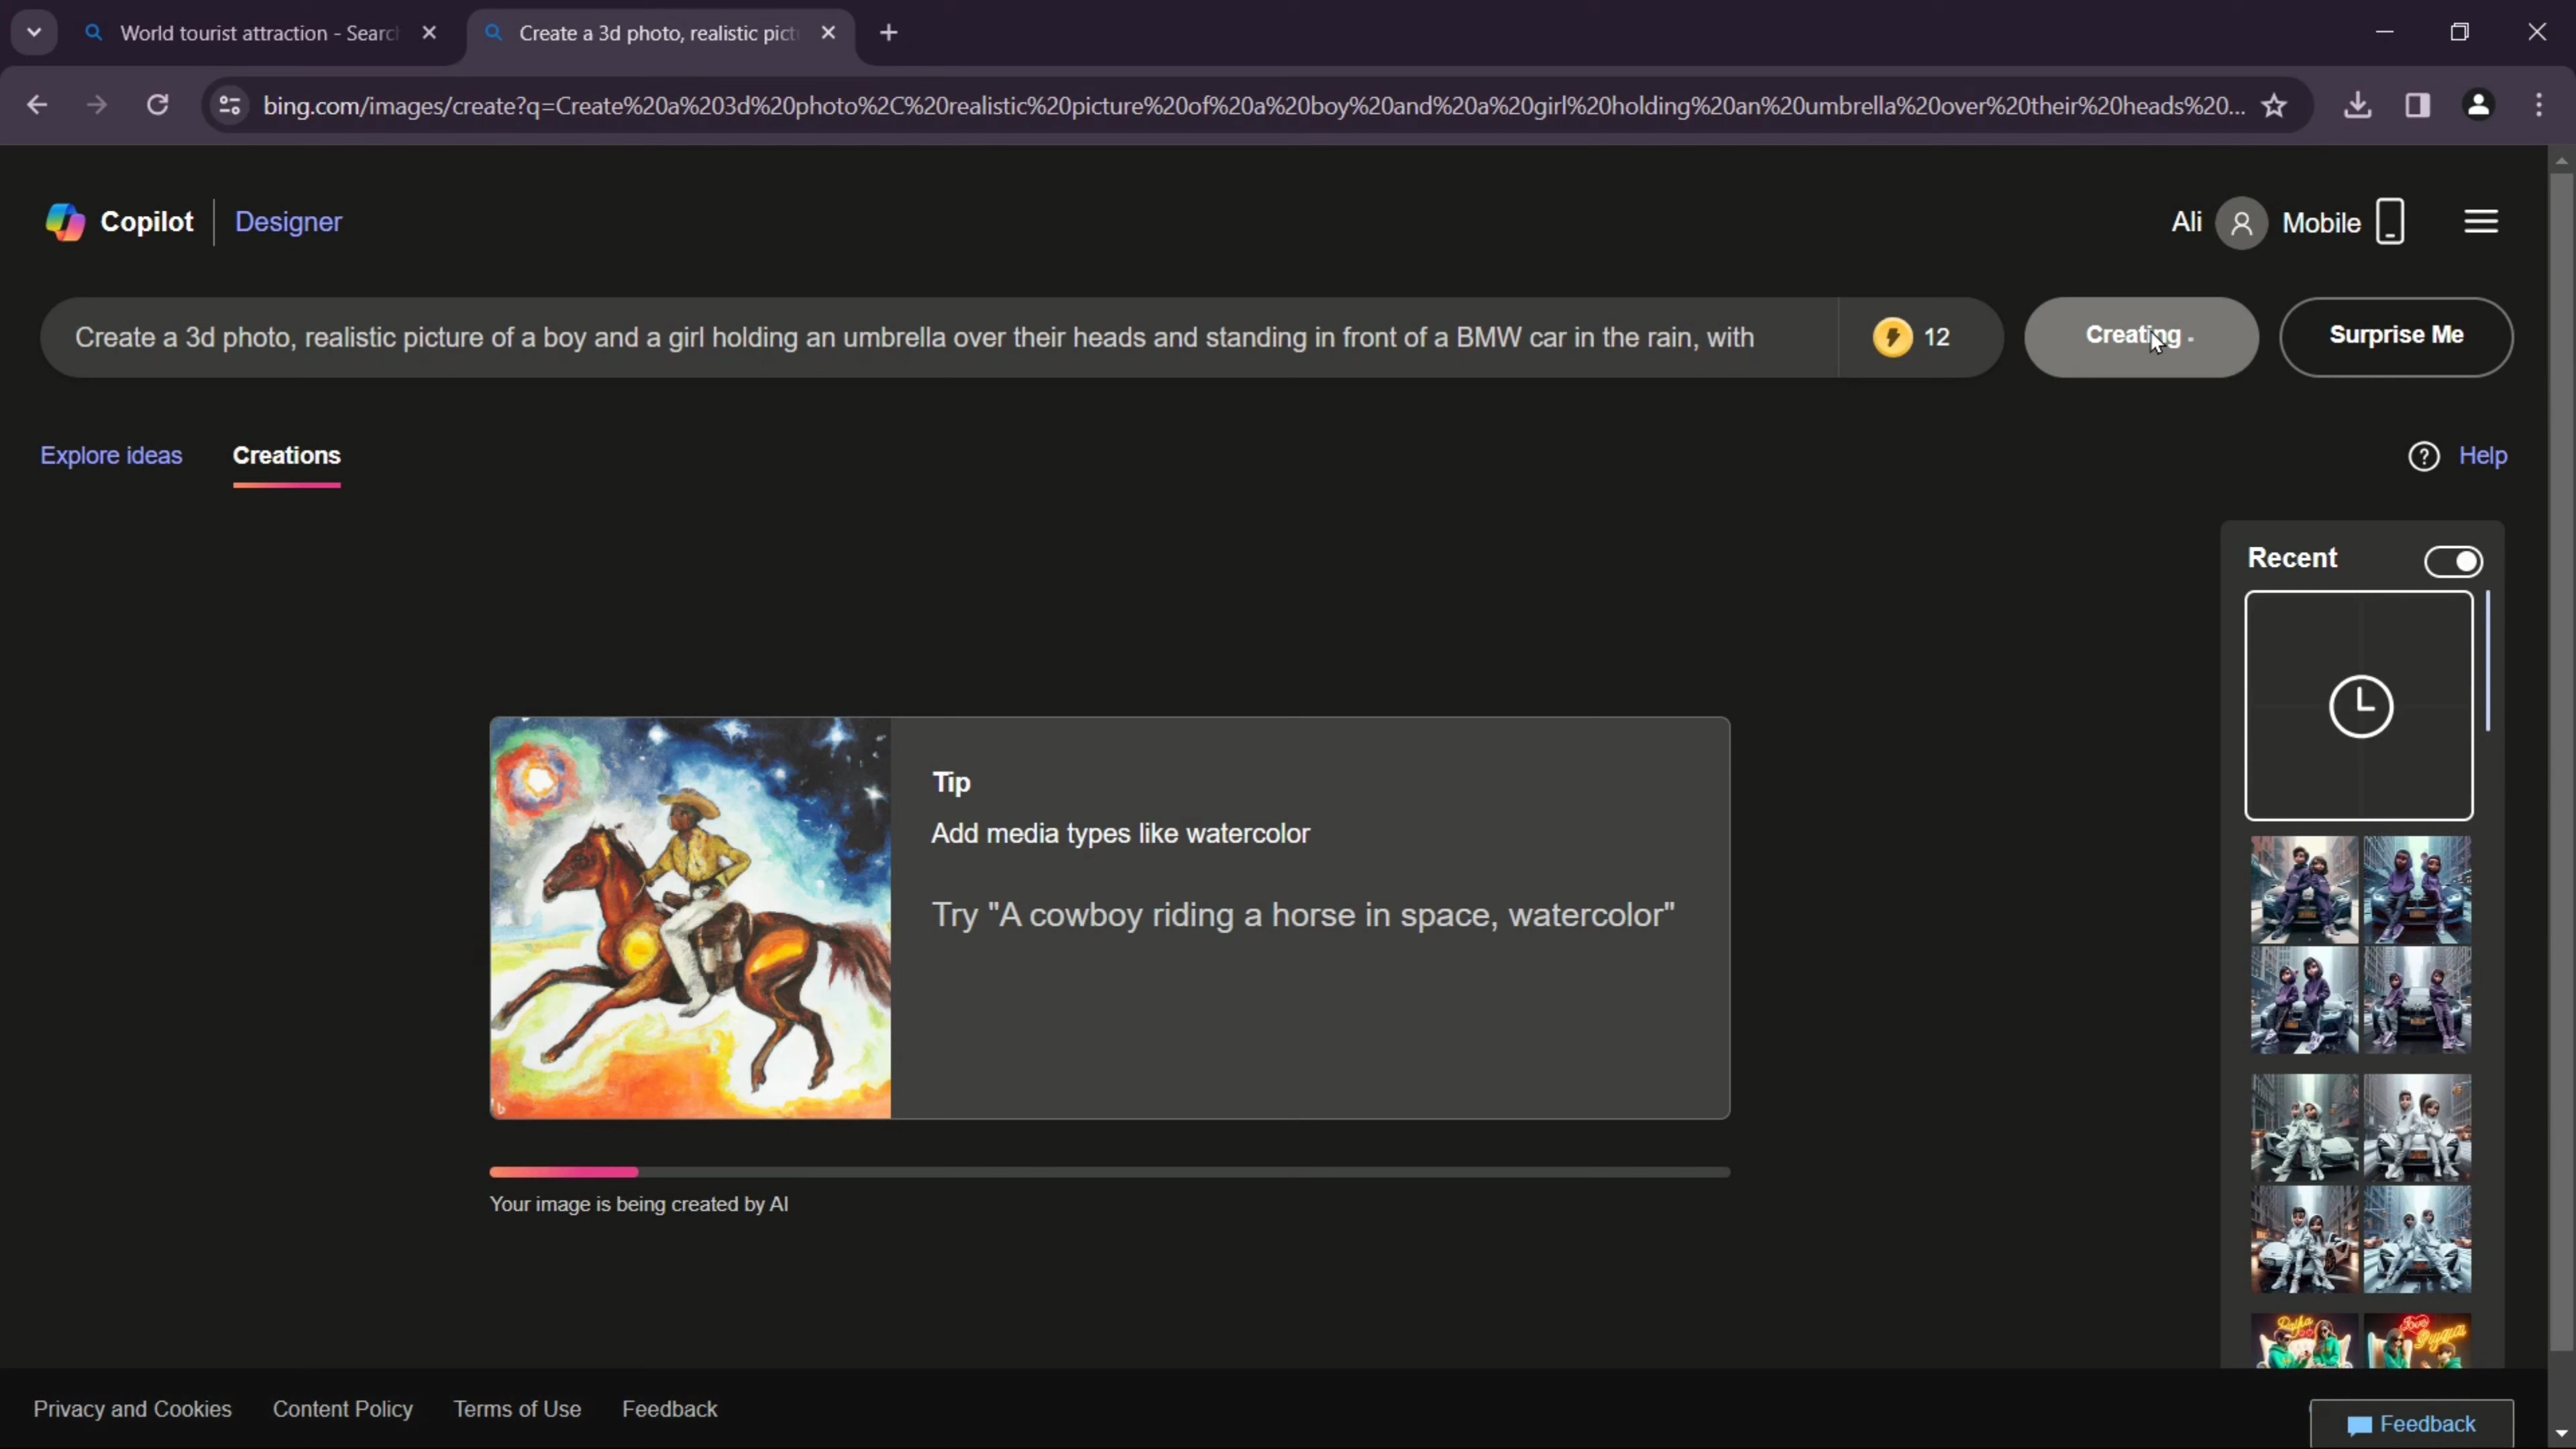 World tourist attraction - Search
Create a 3d photo, realistic pict
bing.com/images/create?q=Create%20a%203d%20photo%2C%20realistic%20picture%20of%20a%20boy%20and%20a%20girl%20holding%20an%20umbrella%20over%20their%20heads%20...
Copilot Designer
Ali Mobile
Create a 3d photo, realistic picture of a boy and a girl holding an umbrella over their heads and standing in front of a BMW car in the rain, with
12
Creating .
Surprise Me
Explore ideas Creations
? Help
Recent
Tip
Add media types like watercolor
Try "A cowboy riding a horse in space, watercolor"
Your image is being created by AI
Privacy and Cookies Content Policy Terms of Use Feedback
Feedback